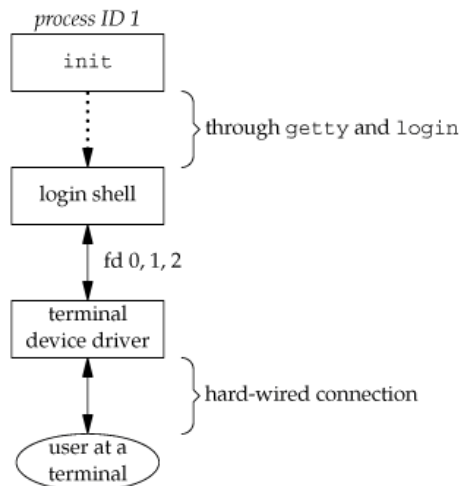 process ID 1
init
through getty and login
login shell
fd 0, 1, 2
terminal
device driver
hard-wired connection
user at a
terminal